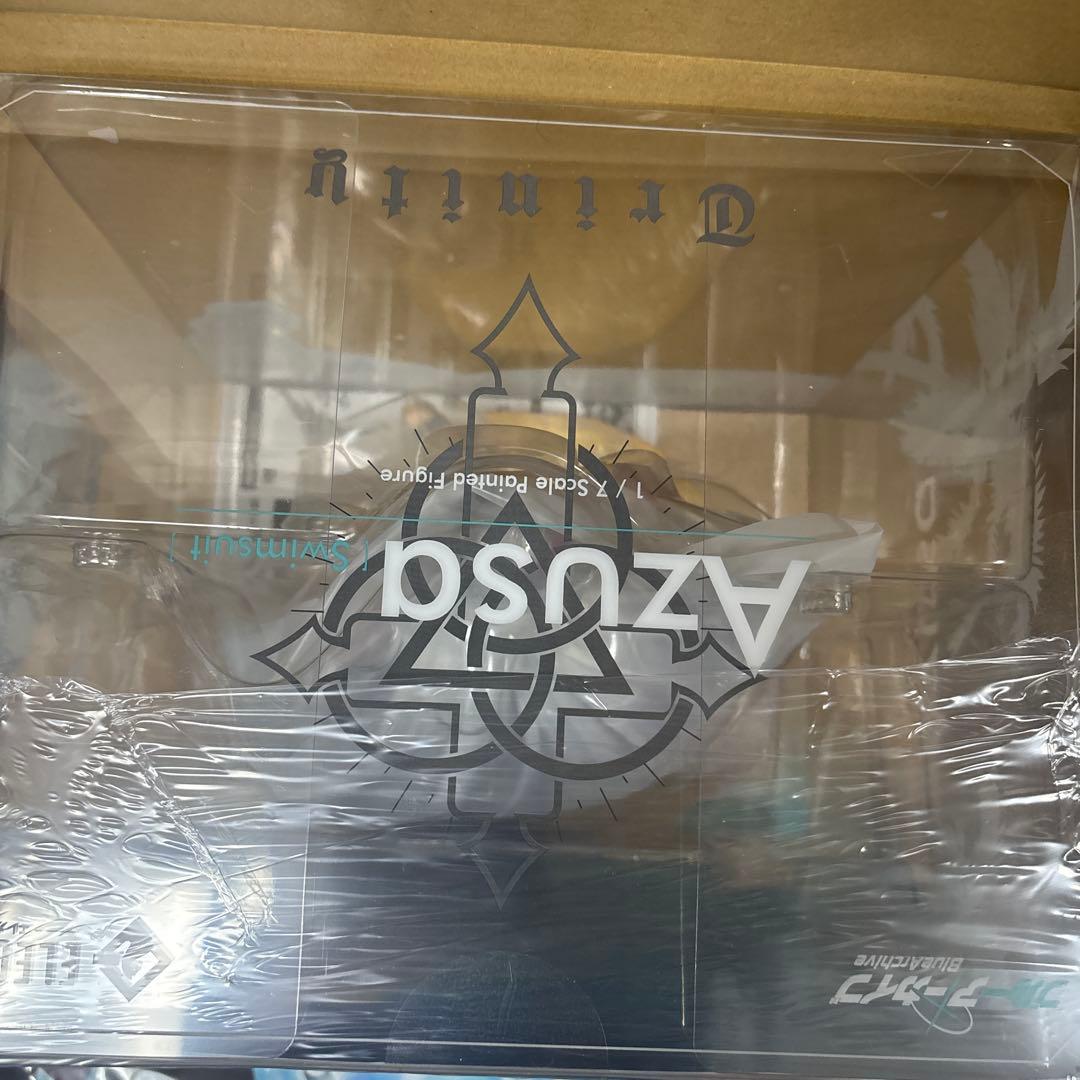 ブルーアーカイブ
BlueArchive
Azusa
[ Swimsuit ]
1 / 7 Scale Painted Figure
Trinity